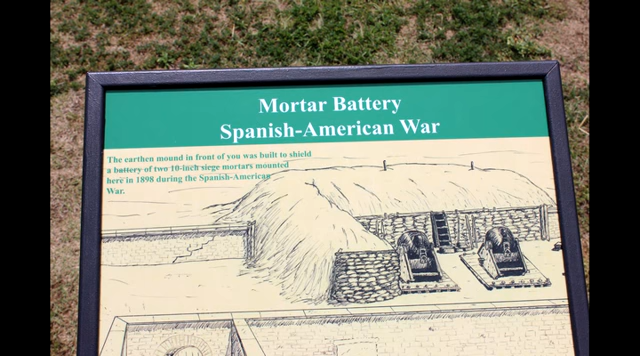 Mortar Battery
Spanish-American War
The earthen mound in front of you was built to shield
a battery of two 10-inch siege mortars mounted
here in 1898 during the Spanish-American
War.